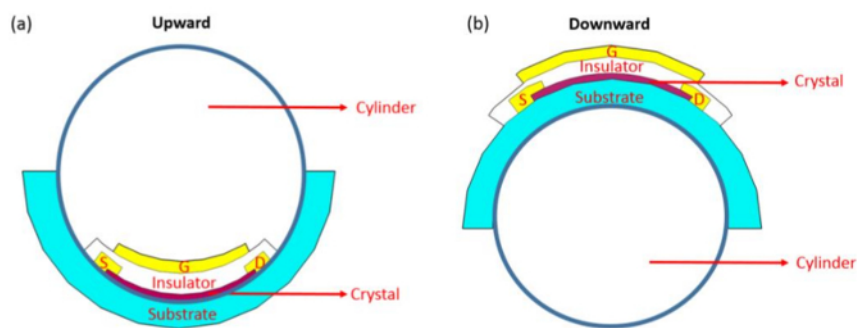 (a)
Upward
Cylinder
S
G
D
Insulator
Crystal
Substrate
(b)
Downward
G
Insulator
Crystal
S
Substrate
D
Cylinder